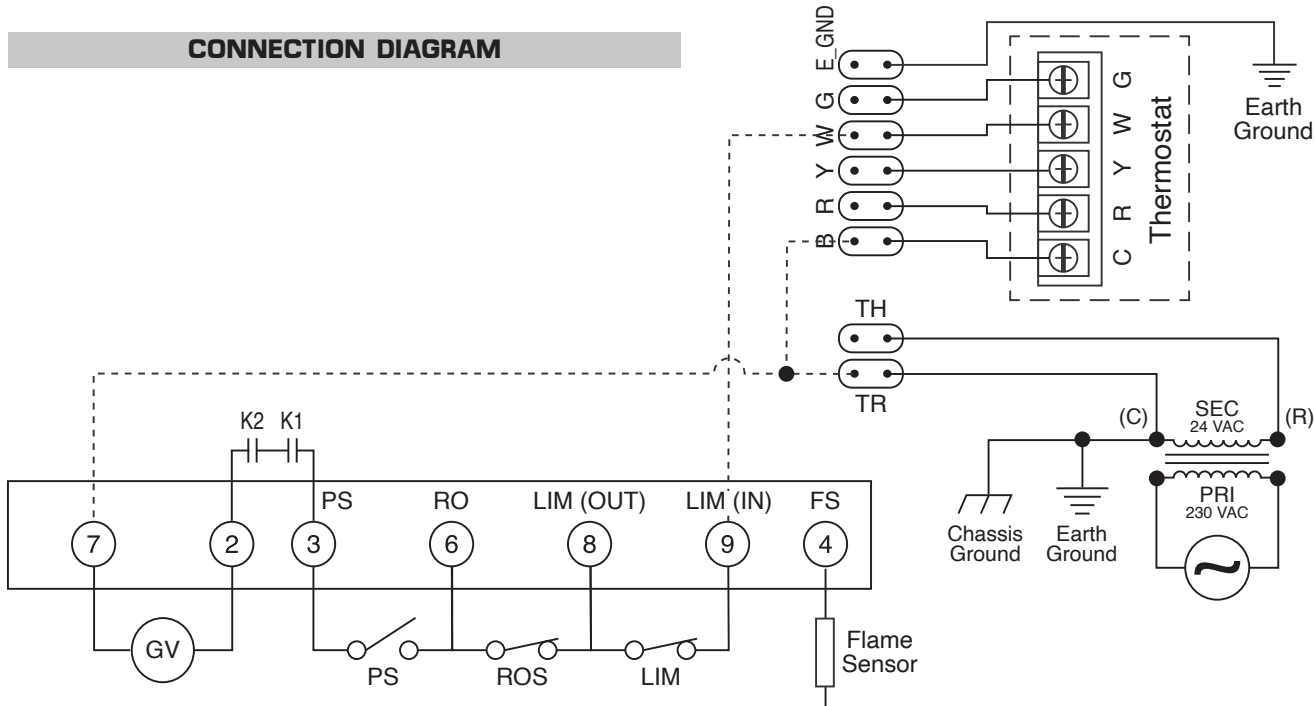 CONNECTION DIAGRAM
E_GND
G
W
Y
R
B
G
W
Y
R
C
Thermostat
Earth
Ground
TH
TR
(C)
SEC
24 VAC
(R)
PRI
230 VAC
Chassis
Ground
Earth
Ground
K2 K1
PS RO LIM (OUT) LIM (IN) FS
7 2 3 6 8 9 4
GV
PS ROS LIM
Flame
Sensor